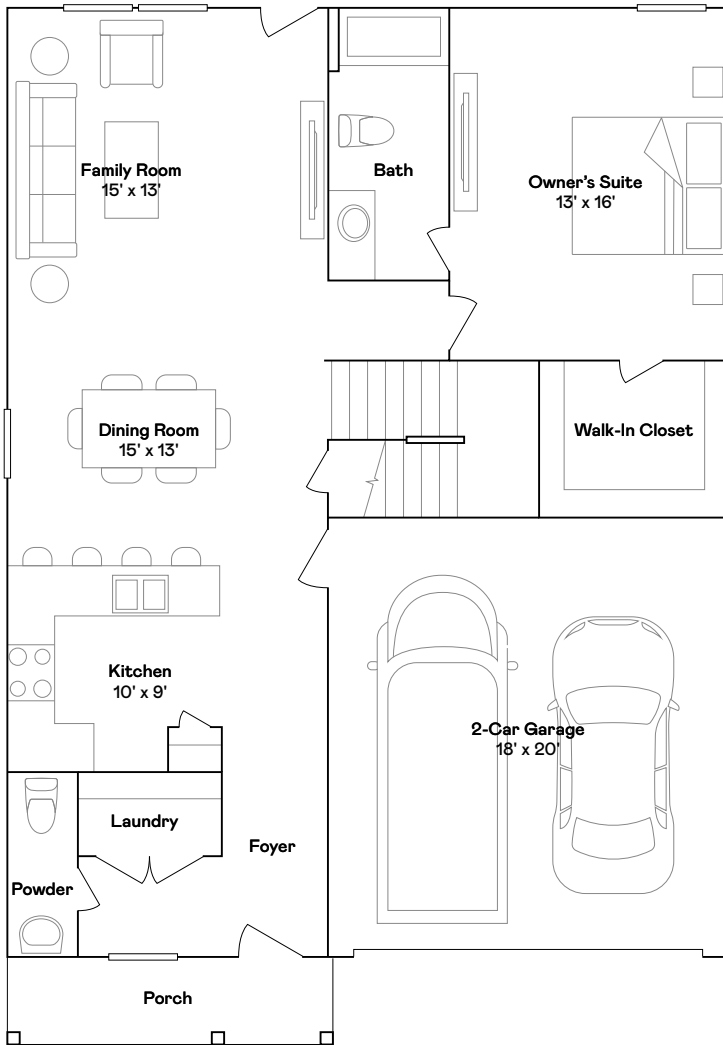 Family Room
15' x 13'
Bath
Owner's Suite
13' x 16'
Dining Room
15' x 13'
Walk-In Closet
Kitchen
10' x 9'
2-Car Garage
18' x 20'
Laundry
Foyer
Powder
Porch